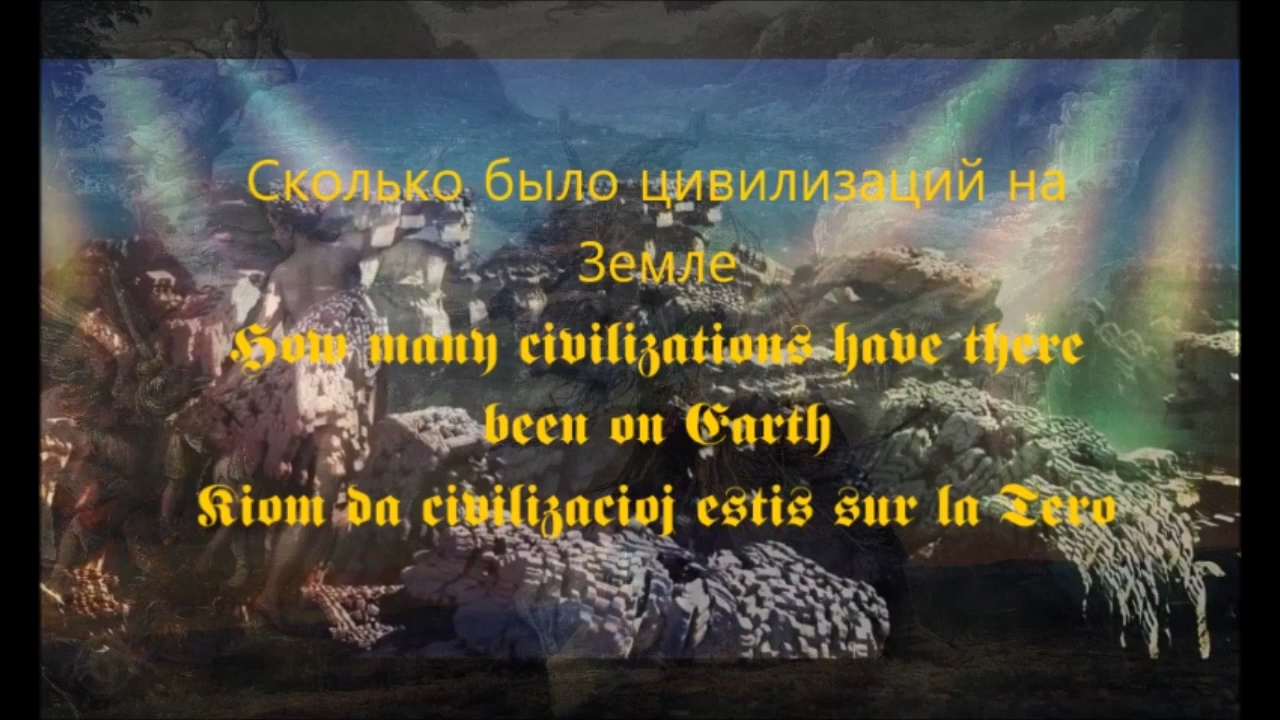 Сколько было цивилизаций на
Земле
How many civilizations have there
been on Earth
Kiom da civilizacioj estis sur la Tero